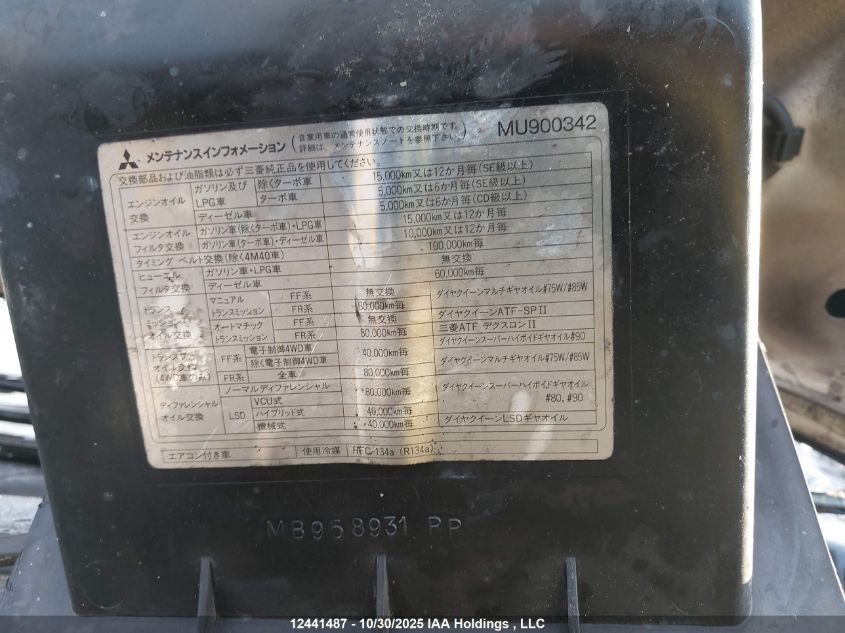 メンテナンスインフォメーション (自家用車の通常使用状態での交換時期です。 詳細は、メンテナンスノートを参照下さい。) MU900342
交換部品および油脂類は必ず三菱純正品を使用してください。
エンジンオイル交換 ガソリン及びLPG車 除くターボ車 15,000km又は12か月毎(SE級以上)
ターボ車 5,000km又は6か月毎(SE級以上)
ディーゼル車 5,000km又は6か月毎(CD級以上)
エンジンオイルフィルタ交換 ガソリン車(除くターボ車)・LPG車 15,000km又は12か月毎
ガソリン車(ターボ車)・ディーゼル車 10,000km又は12か月毎
タイミング ベルト交換(除く4M40車) 100,000km毎
ヒューエルフィルタ交換 ガソリン車・LPG車 無交換
ディーゼル車 60,000km毎
トランスミッションオイル交換 マニュアルトランスミッション FF系 無交換 ダイヤクイーンマルチギヤオイル#75W/#85W
FR系 80,000km毎
オートマチックトランスミッション FF系 無交換 ダイヤクイーンATF-SPⅡ
FR系 80,000km毎 三菱ATF デクスロンⅡ
トランスファオイル交換(4WD車のみ) FF系 電子制御4WD車 40,000km毎 ダイヤクイーンスーパーハイポイドギヤオイル#90
除く電子制御4WD車 ダイヤクイーンマルチギヤオイル#75W/#85W
FR系 全車 80,000km毎
ディファレンシャルオイル交換 ノーマルディファレンシャル 80,000km毎 ダイヤクイーンスーパーハイポイドギヤオイル #80, #90
LSD VCU式
ハイブリッド式 40,000km毎 ダイヤクイーンLSDギヤオイル
機械式 40,000km毎
エアコン付き車 使用冷媒 HFC-134a (R134a)
MB958931 PP
12441487 - 10/30/2025 IAA Holdings , LLC